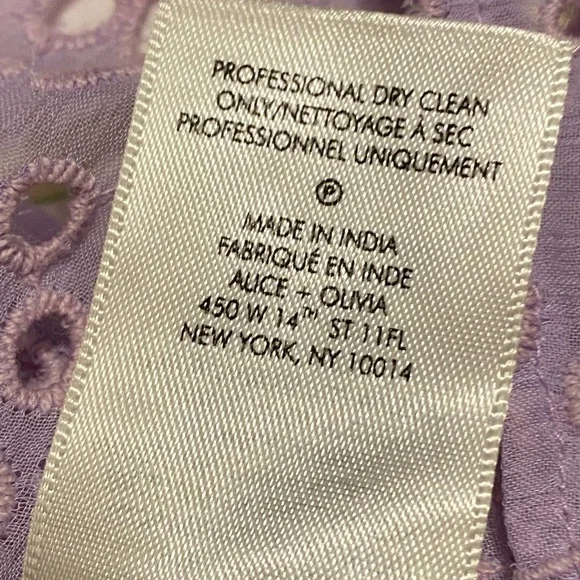 PROFESSIONAL DRY CLEAN
ONLY/NETTOYAGE À SEC
PROFESSIONNEL UNIQUEMENT
Ⓟ
MADE IN INDIA
FABRIQUÉ EN INDE
ALICE + OLIVIA
450 W 14TH ST 11FL
NEW YORK, NY 10014